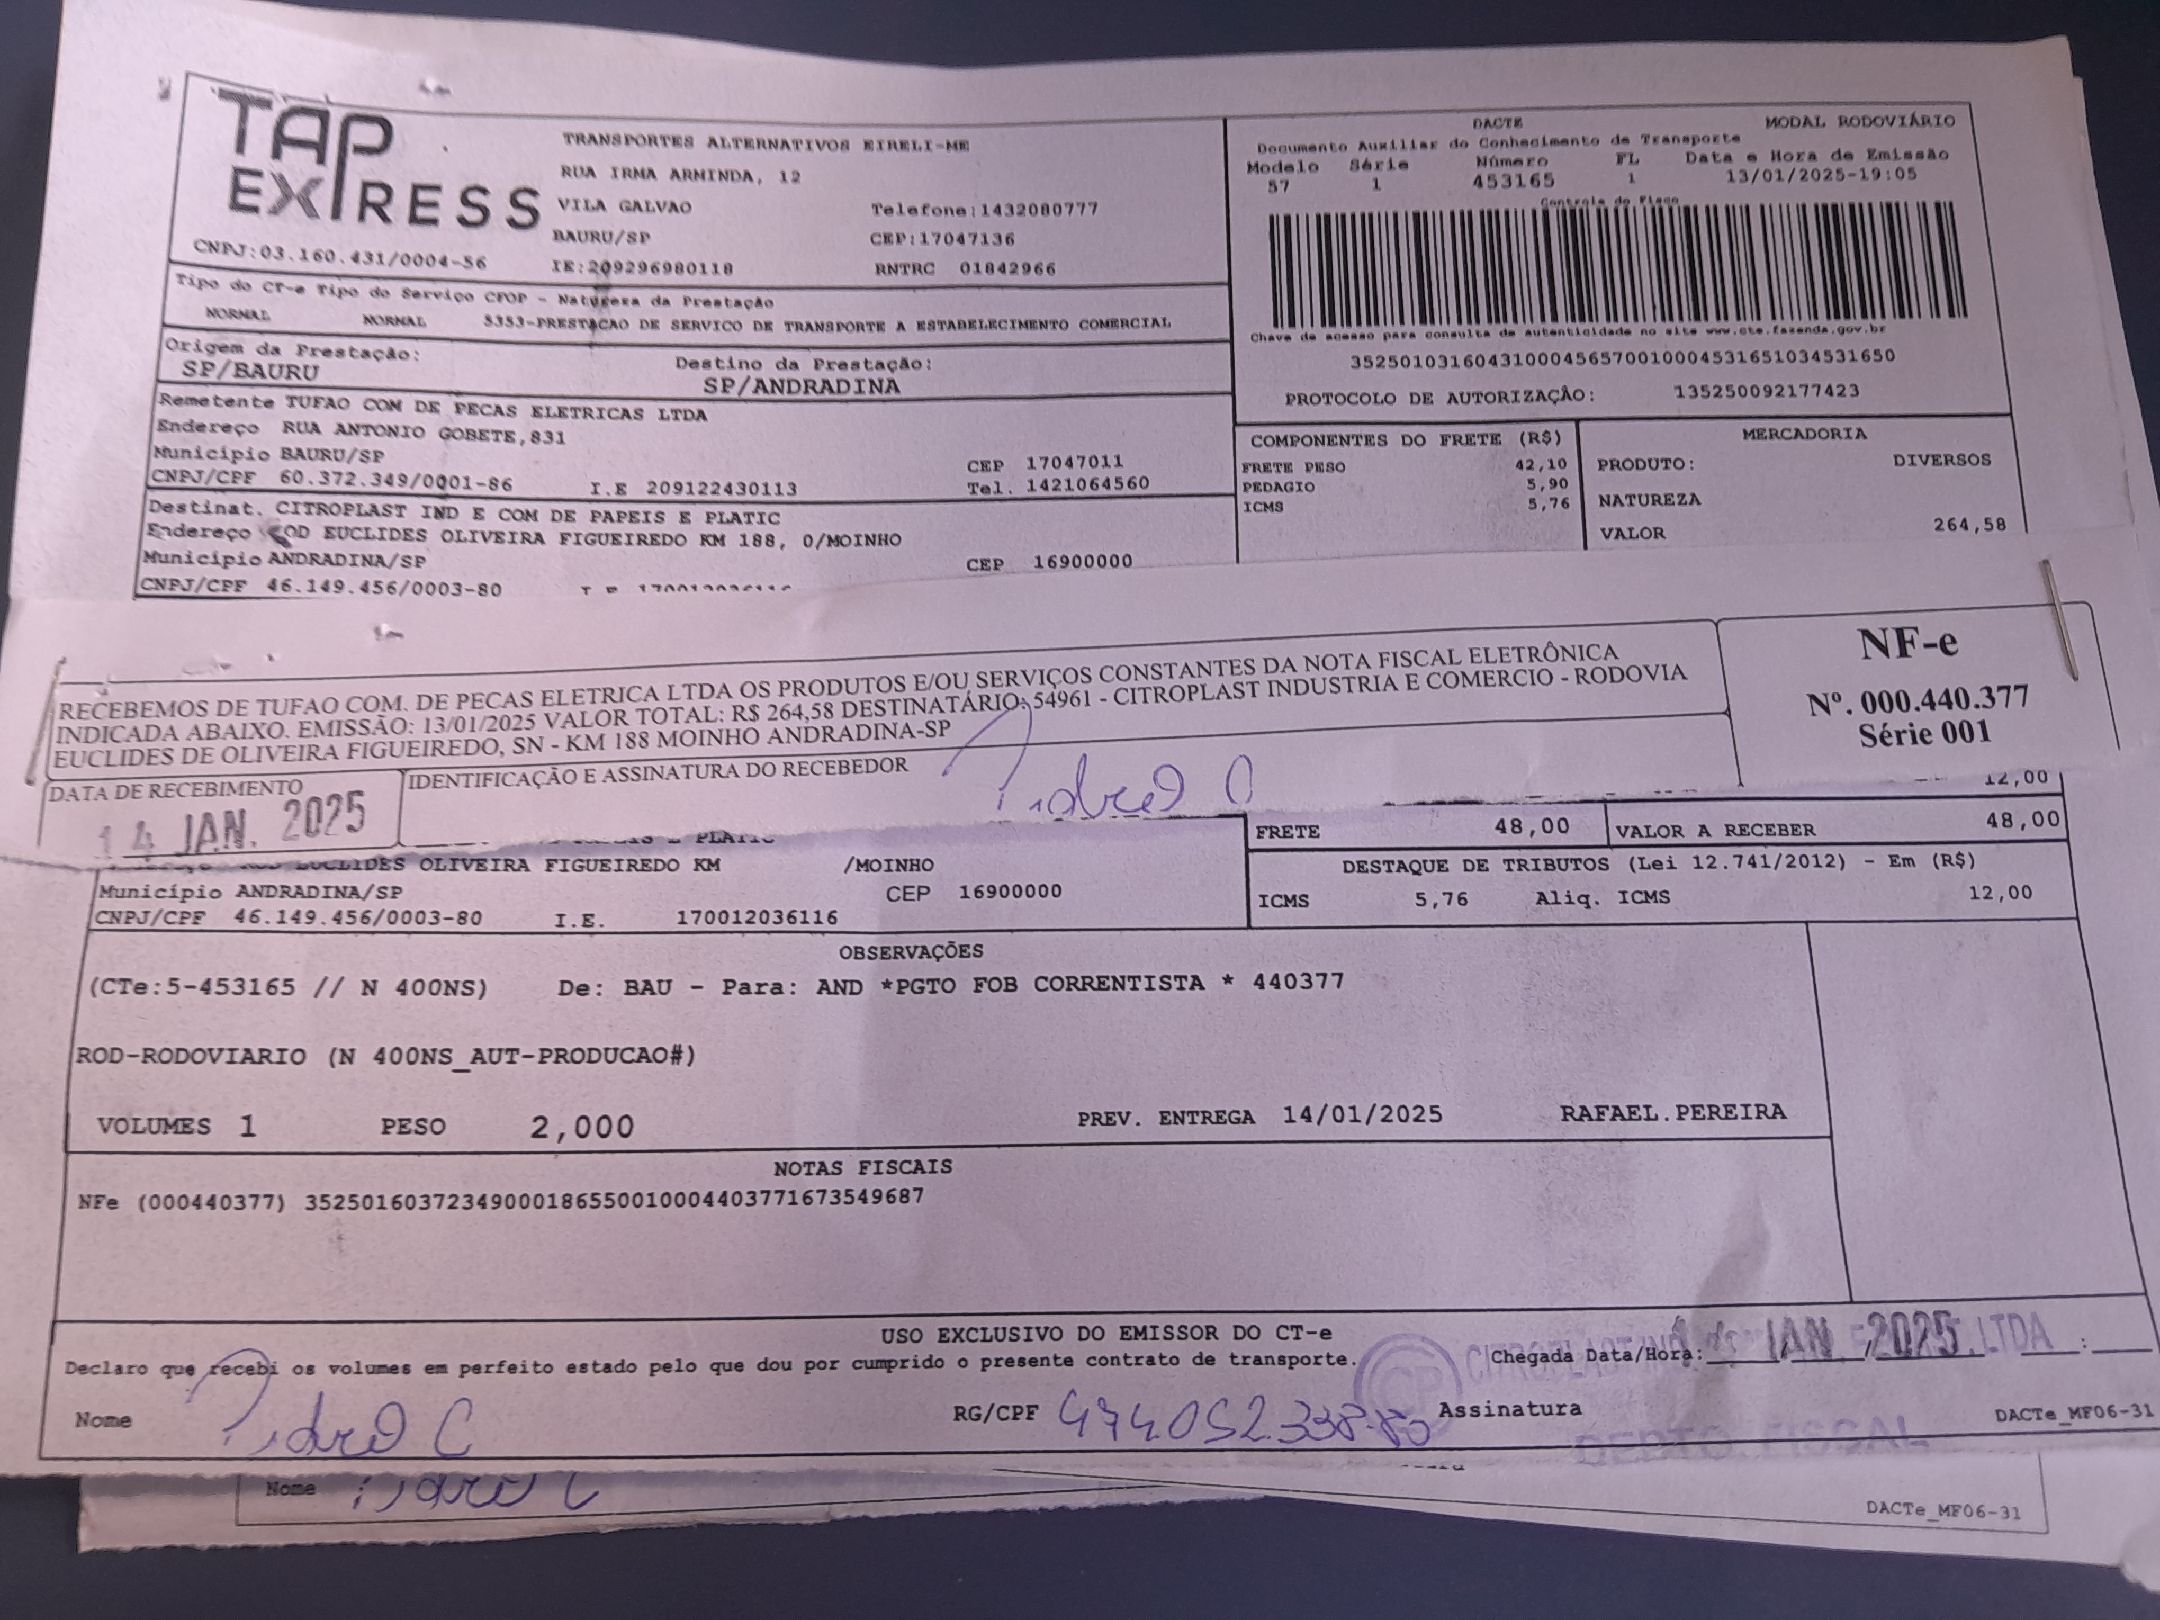 TAP
EXPRESS
TRANSPORTES ALTERNATIVOS EIRELI-ME
RUA IRMA ARMINDA, 12
VILA GALVAO Telefone:1432080777
BAURU/SP CEP:17047136
CNPJ:03.160.431/0004-56 IE:209296980118 RNTRC 01842966
DACTE MODAL RODOVIÁRIO
Documento Auxiliar do Conhecimento de Transporte
Modelo Série Número FL Data e Hora de Emissão
57 1 453165 1 13/01/2025-19:05
Controle do Fisco
Chave de acesso para consulta de autenticidade no site www.cte.fazenda.gov.br
35250103160431000456570010004531651034531650
PROTOCOLO DE AUTORIZAÇÃO: 135250092177423
Tipo do CT-e Tipo do Serviço CFOP - Natureza da Prestação
NORMAL NORMAL 5353-PRESTACAO DE SERVICO DE TRANSPORTE A ESTABELECIMENTO COMERCIAL
Origem da Prestação: Destino da Prestação:
SP/BAURU SP/ANDRADINA
Remetente TUFAO COM DE PECAS ELETRICAS LTDA
Endereço RUA ANTONIO GOBETE,831
Município BAURU/SP CEP 17047011
CNPJ/CPF 60.372.349/0001-86 I.E 209122430113 Tel. 1421064560
COMPONENTES DO FRETE (R$) MERCADORIA
FRETE PESO 42,10 PRODUTO: DIVERSOS
PEDAGIO 5,90 NATUREZA
ICMS 5,76 VALOR 264,58
Destinat. CITROPLAST IND E COM DE PAPEIS E PLATIC
Endereço ROD EUCLIDES OLIVEIRA FIGUEIREDO KM 188, 0/MOINHO
Município ANDRADINA/SP CEP 16900000
CNPJ/CPF 46.149.456/0003-80 I E 170012036116
RECEBEMOS DE TUFAO COM. DE PECAS ELETRICA LTDA OS PRODUTOS E/OU SERVIÇOS CONSTANTES DA NOTA FISCAL ELETRÔNICA
INDICADA ABAIXO. EMISSÃO: 13/01/2025 VALOR TOTAL: R$ 264,58 DESTINATÁRIO: 54961 - CITROPLAST INDUSTRIA E COMERCIO - RODOVIA
EUCLIDES DE OLIVEIRA FIGUEIREDO, SN - KM 188 MOINHO ANDRADINA-SP
NF-e
Nº. 000.440.377
Série 001
DATA DE RECEBIMENTO IDENTIFICAÇÃO E ASSINATURA DO RECEBEDOR
14 JAN. 2025
12,00
E PLATIC
FRETE 48,00 VALOR A RECEBER 48,00
EUCLIDES OLIVEIRA FIGUEIREDO KM /MOINHO
Município ANDRADINA/SP CEP 16900000
CNPJ/CPF 46.149.456/0003-80 I.E. 170012036116
DESTAQUE DE TRIBUTOS (Lei 12.741/2012) - Em (R$)
ICMS 5,76 Aliq. ICMS 12,00
OBSERVAÇÕES
(CTe:5-453165 // N 400NS) De: BAU - Para: AND *PGTO FOB CORRENTISTA * 440377
ROD-RODOVIARIO (N 400NS_AUT-PRODUCAO#)
VOLUMES 1 PESO 2,000 PREV. ENTREGA 14/01/2025 RAFAEL.PEREIRA
NOTAS FISCAIS
NFe (000440377) 35250160372349000186550010004403771673549687
USO EXCLUSIVO DO EMISSOR DO CT-e
Declaro que recebi os volumes em perfeito estado pelo que dou por cumprido o presente contrato de transporte. Chegada Data/Hora: JAN 2025
CP LTDA
Nome RG/CPF Assinatura DACTe_MF06-31
DEPTO. FISCAL
Nome
DACTe_MF06-31